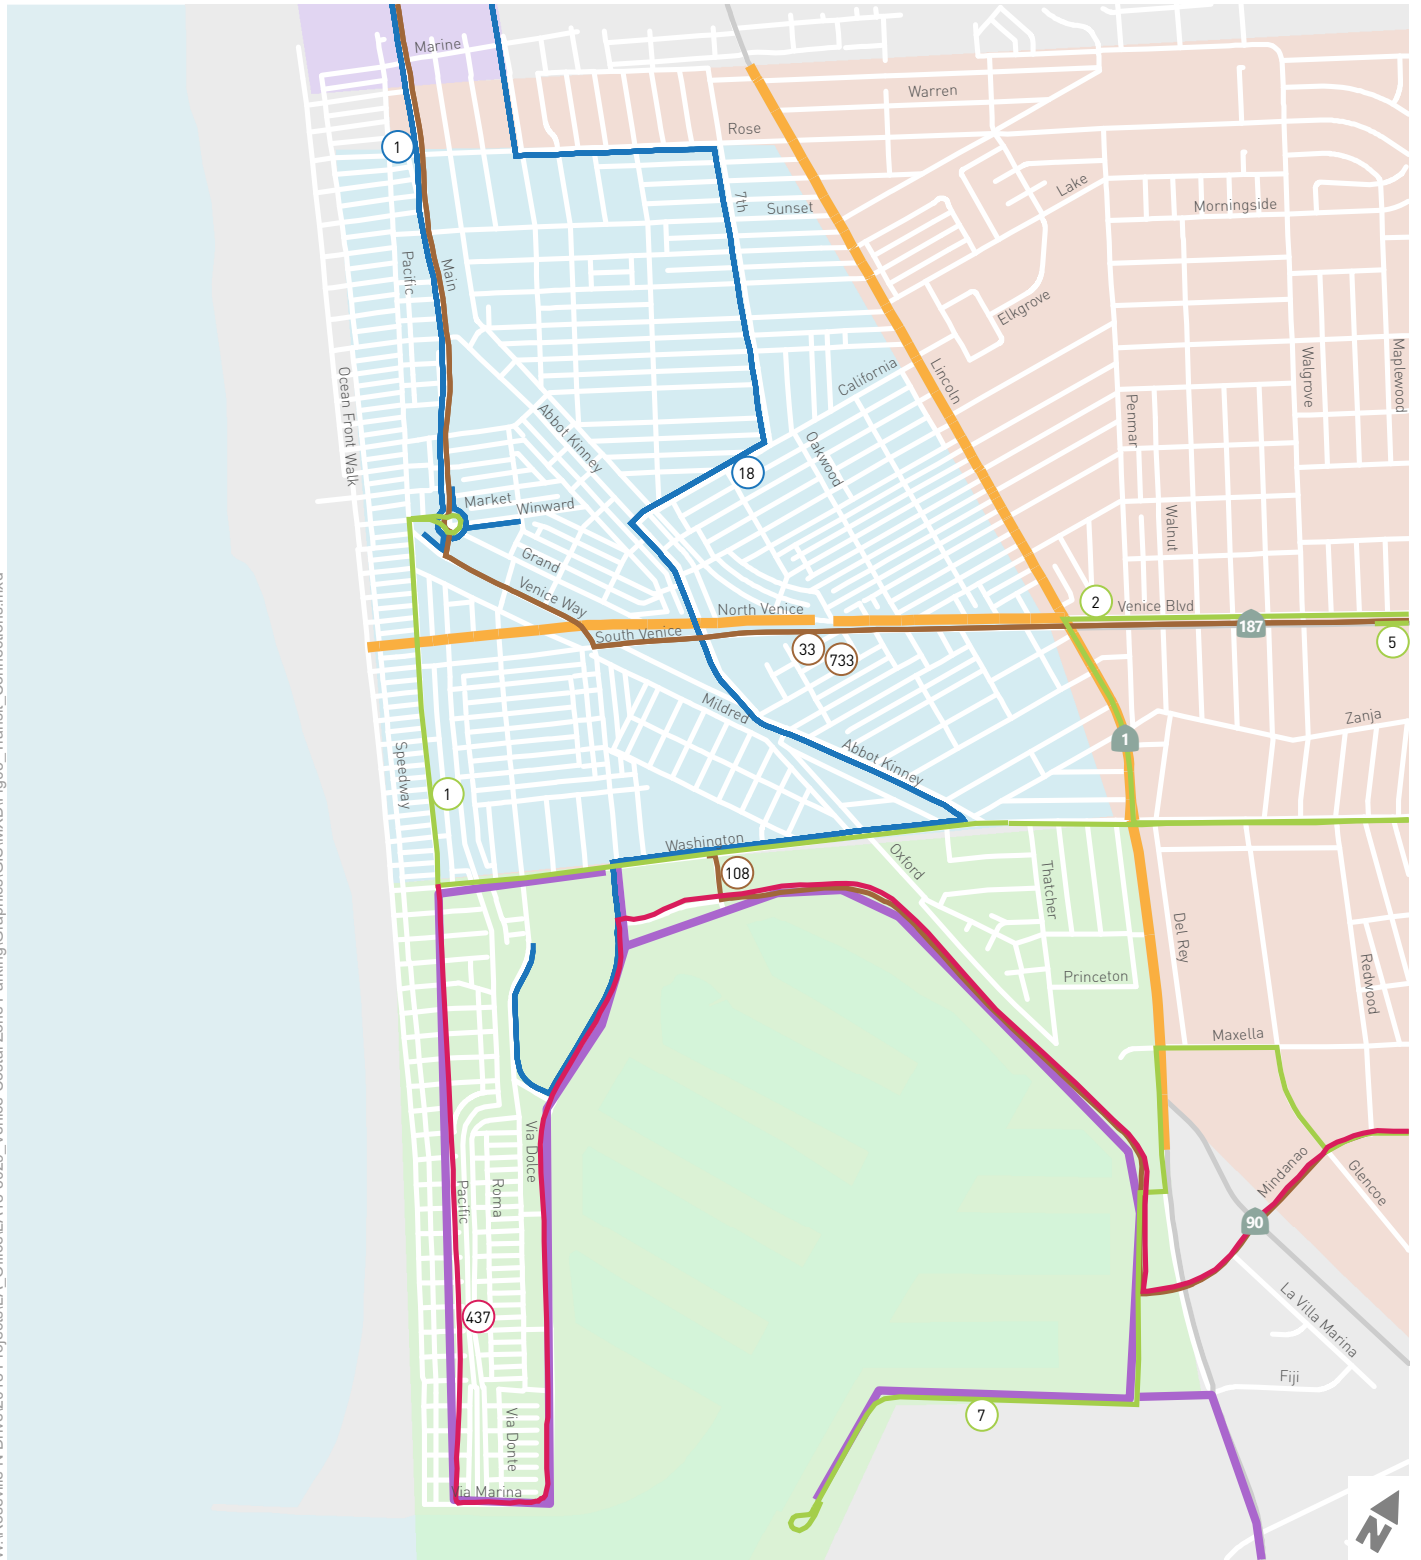 Marine
Warren
Rose
1
Lake
7th
Sunset
Morningside
Pacific
Main
Elkgrove
Ocean Front Walk
Abbot Kinney
California
Lincoln
Walgrove
Maplewood
Penmar
Oakwood
18
Market
Winward
Walnut
Grand
Venice Way
North Venice
2
Venice Blvd
187
South Venice
33
733
5
Mildred
Zanja
1
Speedway
Abbot Kinney
1
Washington
108
Oxford
Thatcher
Del Rey
Redwood
Princeton
Maxella
Via Dolce
Mindanao
Glencoe
Pacific
Roma
90
437
La Villa Marina
Fiji
7
Via Donte
Via Marina
N